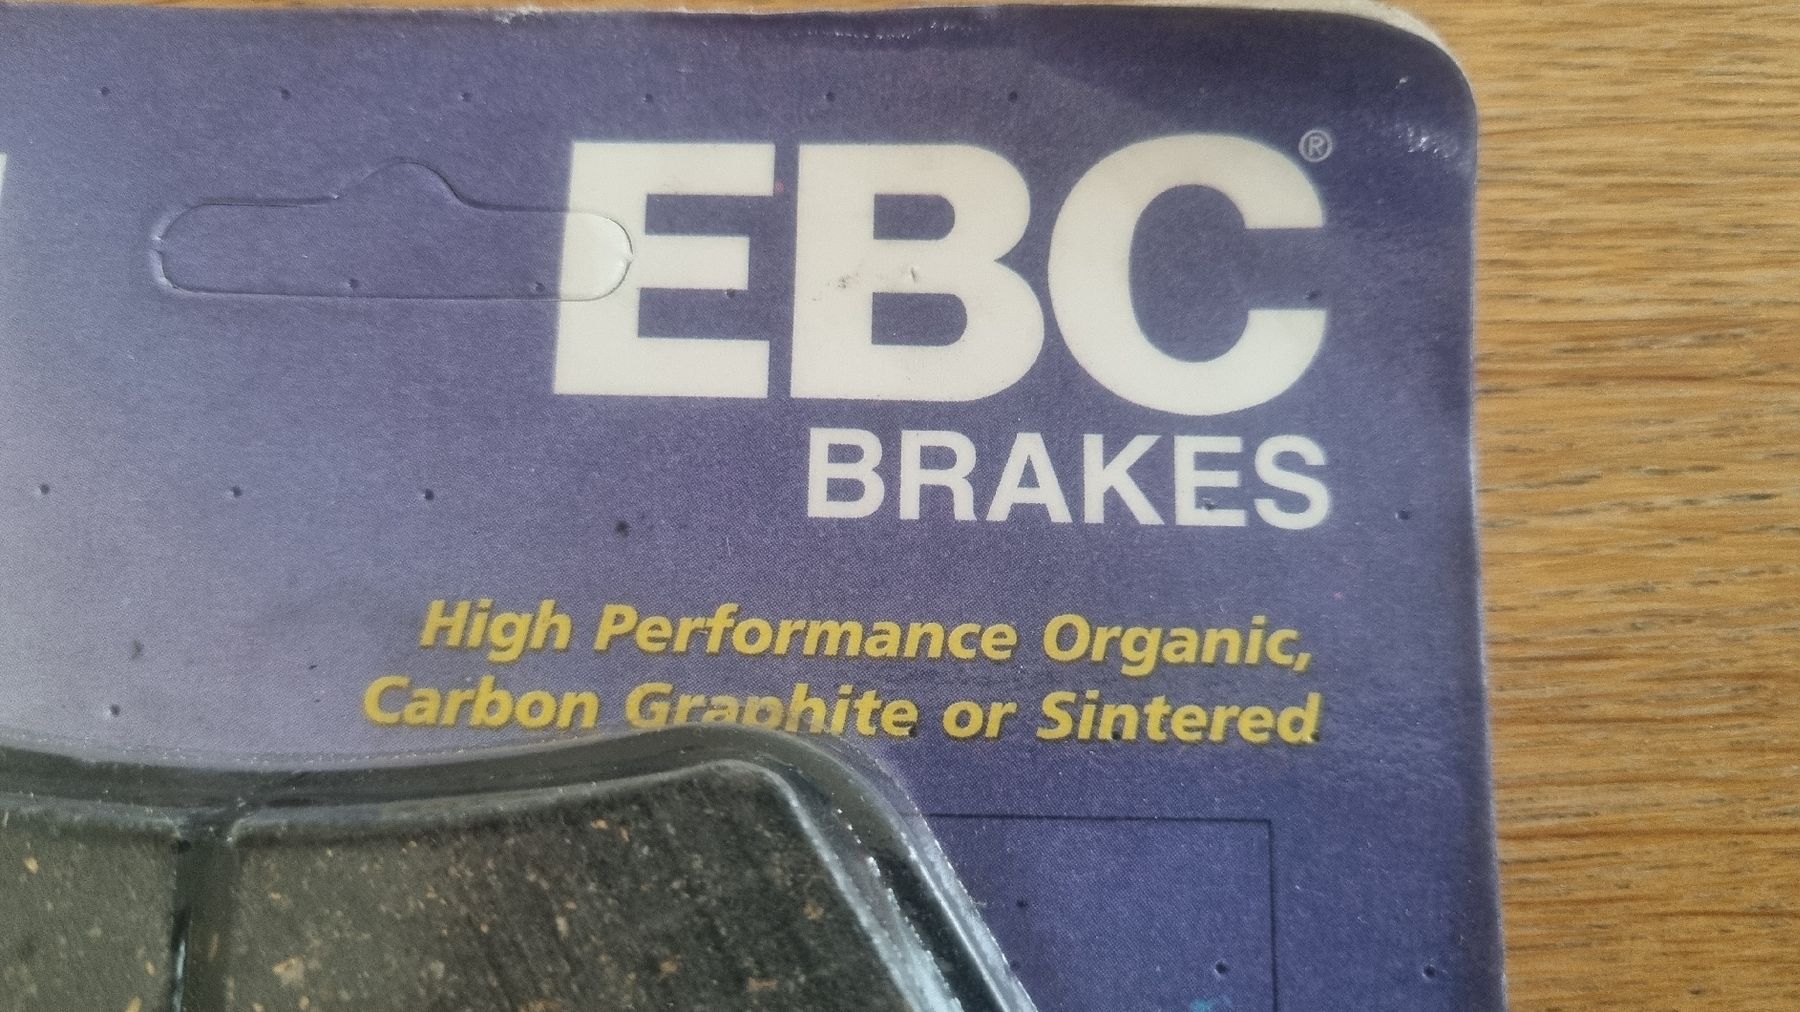 EBC®
BRAKES
High Performance Organic,
Carbon Graphite or Sintered